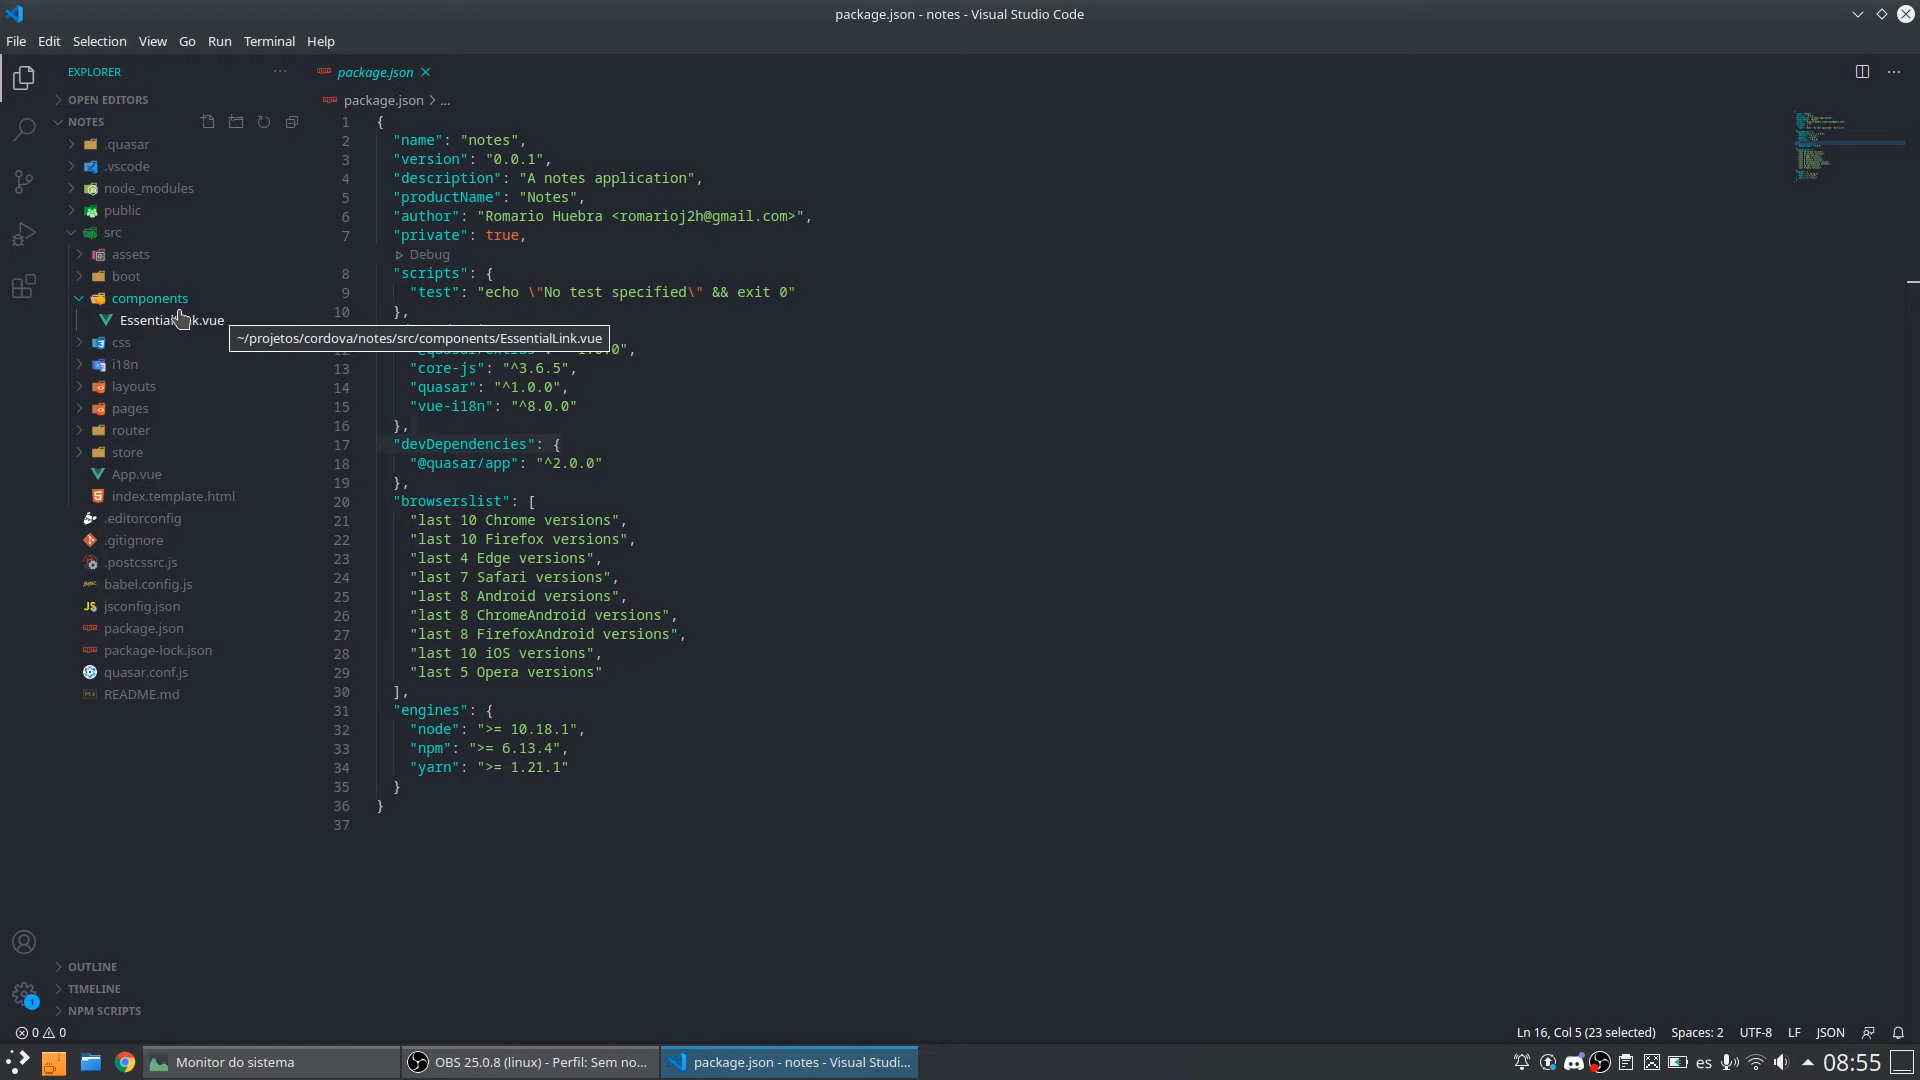 package.json - notes - Visual Studio Code
File Edit Selection View Go Run Terminal Help
EXPLORER
OPEN EDITORS
NOTES
.quasar
.vscode
node_modules
public
src
assets
boot
components
css
i18n
layouts
pages
router
store
App.vue
index.template.html
.editorconfig
.gitignore
.postcssrc.js
babel.config.js
jsconfig.json
package.json
package-lock.json
quasar.conf.js
README.md
OUTLINE
TIMELINE
NPM SCRIPTS
package.json
package.json > ...
1 {
2 "name": "notes",
3 "version": "0.0.1",
4 "description": "A notes application",
5 "productName": "Notes",
6 "author": "Romario Huebra <romarioj2h@gmail.com>",
7 "private": true,
Debug
8 "scripts": {
9 "test": "echo \"No test specified\" && exit 0"
10 },
~/projetos/cordova/notes/src/components/EssentialLink.vue
13 "core-js": "^3.6.5",
14 "quasar": "^1.0.0",
15 "vue-i18n": "^8.0.0"
16 },
17 "devDependencies": {
18 "@quasar/app": "^2.0.0"
19 },
20 "browserslist": [
21 "last 10 Chrome versions",
22 "last 10 Firefox versions",
23 "last 4 Edge versions",
24 "last 7 Safari versions",
25 "last 8 Android versions",
26 "last 8 ChromeAndroid versions",
27 "last 8 FirefoxAndroid versions",
28 "last 10 iOS versions",
29 "last 5 Opera versions"
30 ],
31 "engines": {
32 "node": ">= 10.18.1",
33 "npm": ">= 6.13.4",
34 "yarn": ">= 1.21.1"
35 }
36 }
37
1
0 0
Ln 16, Col 5 (23 selected) Spaces: 2 UTF-8 LF JSON
Monitor do sistema
OBS 25.0.8 (linux) - Perfil: Sem no...
package.json - notes - Visual Studi...
es
08:55